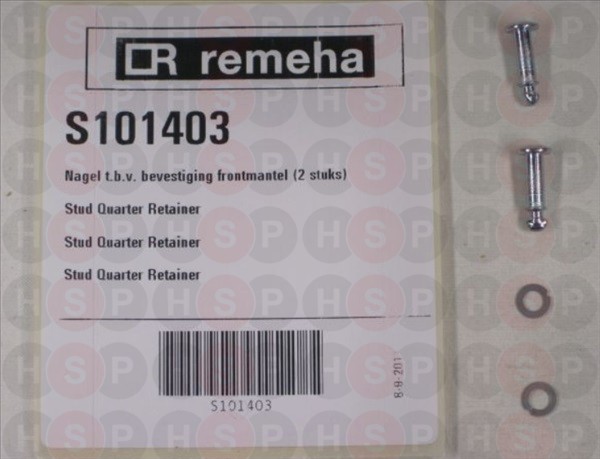 remeha
S101403
Nagel t.b.v. bevestiging frontmantel (2 stuks)
Stud Quarter Retainer
Stud Quarter Retainer
Stud Quarter Retainer
S101403
8-9-2011
HSP